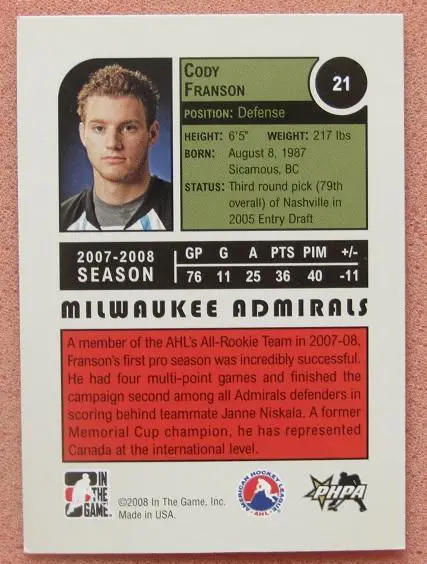 CODY
FRANSON
21
POSITION: Defense
HEIGHT: 6'5" WEIGHT: 217 lbs
BORN: August 8, 1987
Sicamous, BC
STATUS: Third round pick (79th
overall) of Nashville in
2005 Entry Draft
2007-2008
SEASON
GP G A PTS PIM +/-
76 11 25 36 40 -11
MILWAUKEE ADMIRALS
A member of the AHL's All-Rookie Team in 2007-08,
Franson's first pro season was incredibly successful.
He had four multi-point games and finished the
campaign second among all Admirals defenders in
scoring behind teammate Janne Niskala. A former
Memorial Cup champion, he has represented
Canada at the international level.
IN
THE
GAME
©2008 In The Game, Inc.
Made in USA.
AMERICAN HOCKEY LEAGUE
AHL
PHPA